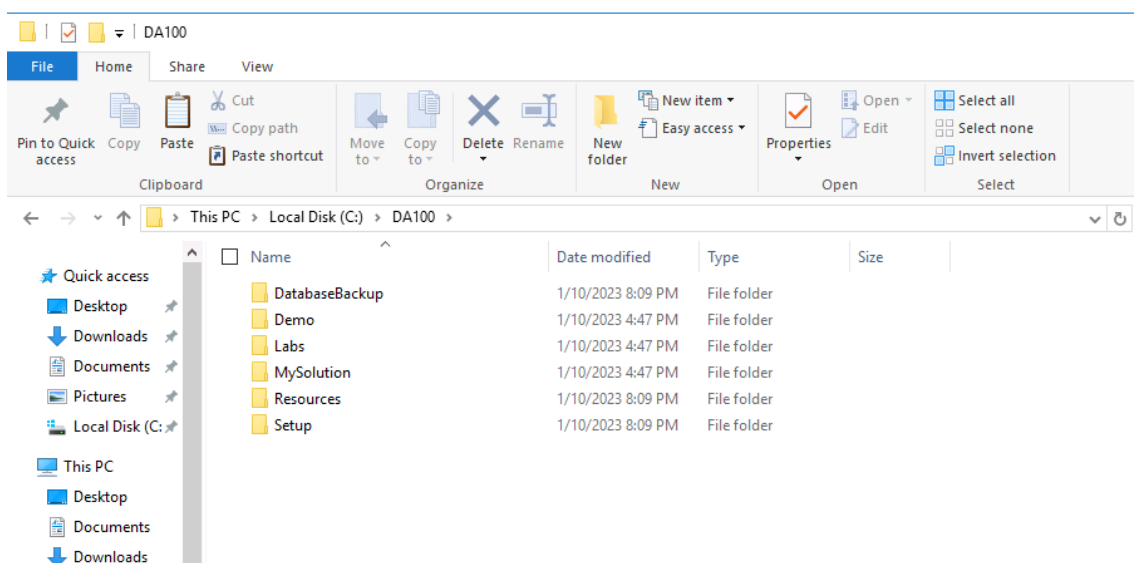 DA100
File Home Share View
Pin to Quick access
Copy
Paste
Cut
Copy path
Paste shortcut
Move to
Copy to
Delete
Rename
New folder
New item
Easy access
Properties
Open
Edit
Select all
Select none
Invert selection
Clipboard Organize New Open Select
This PC > Local Disk (C:) > DA100 >
Name Date modified Type Size
Quick access
Desktop
Downloads
Documents
Pictures
Local Disk (C:
This PC
Desktop
Documents
Downloads
DatabaseBackup 1/10/2023 8:09 PM File folder
Demo 1/10/2023 4:47 PM File folder
Labs 1/10/2023 4:47 PM File folder
MySolution 1/10/2023 4:47 PM File folder
Resources 1/10/2023 8:09 PM File folder
Setup 1/10/2023 8:09 PM File folder